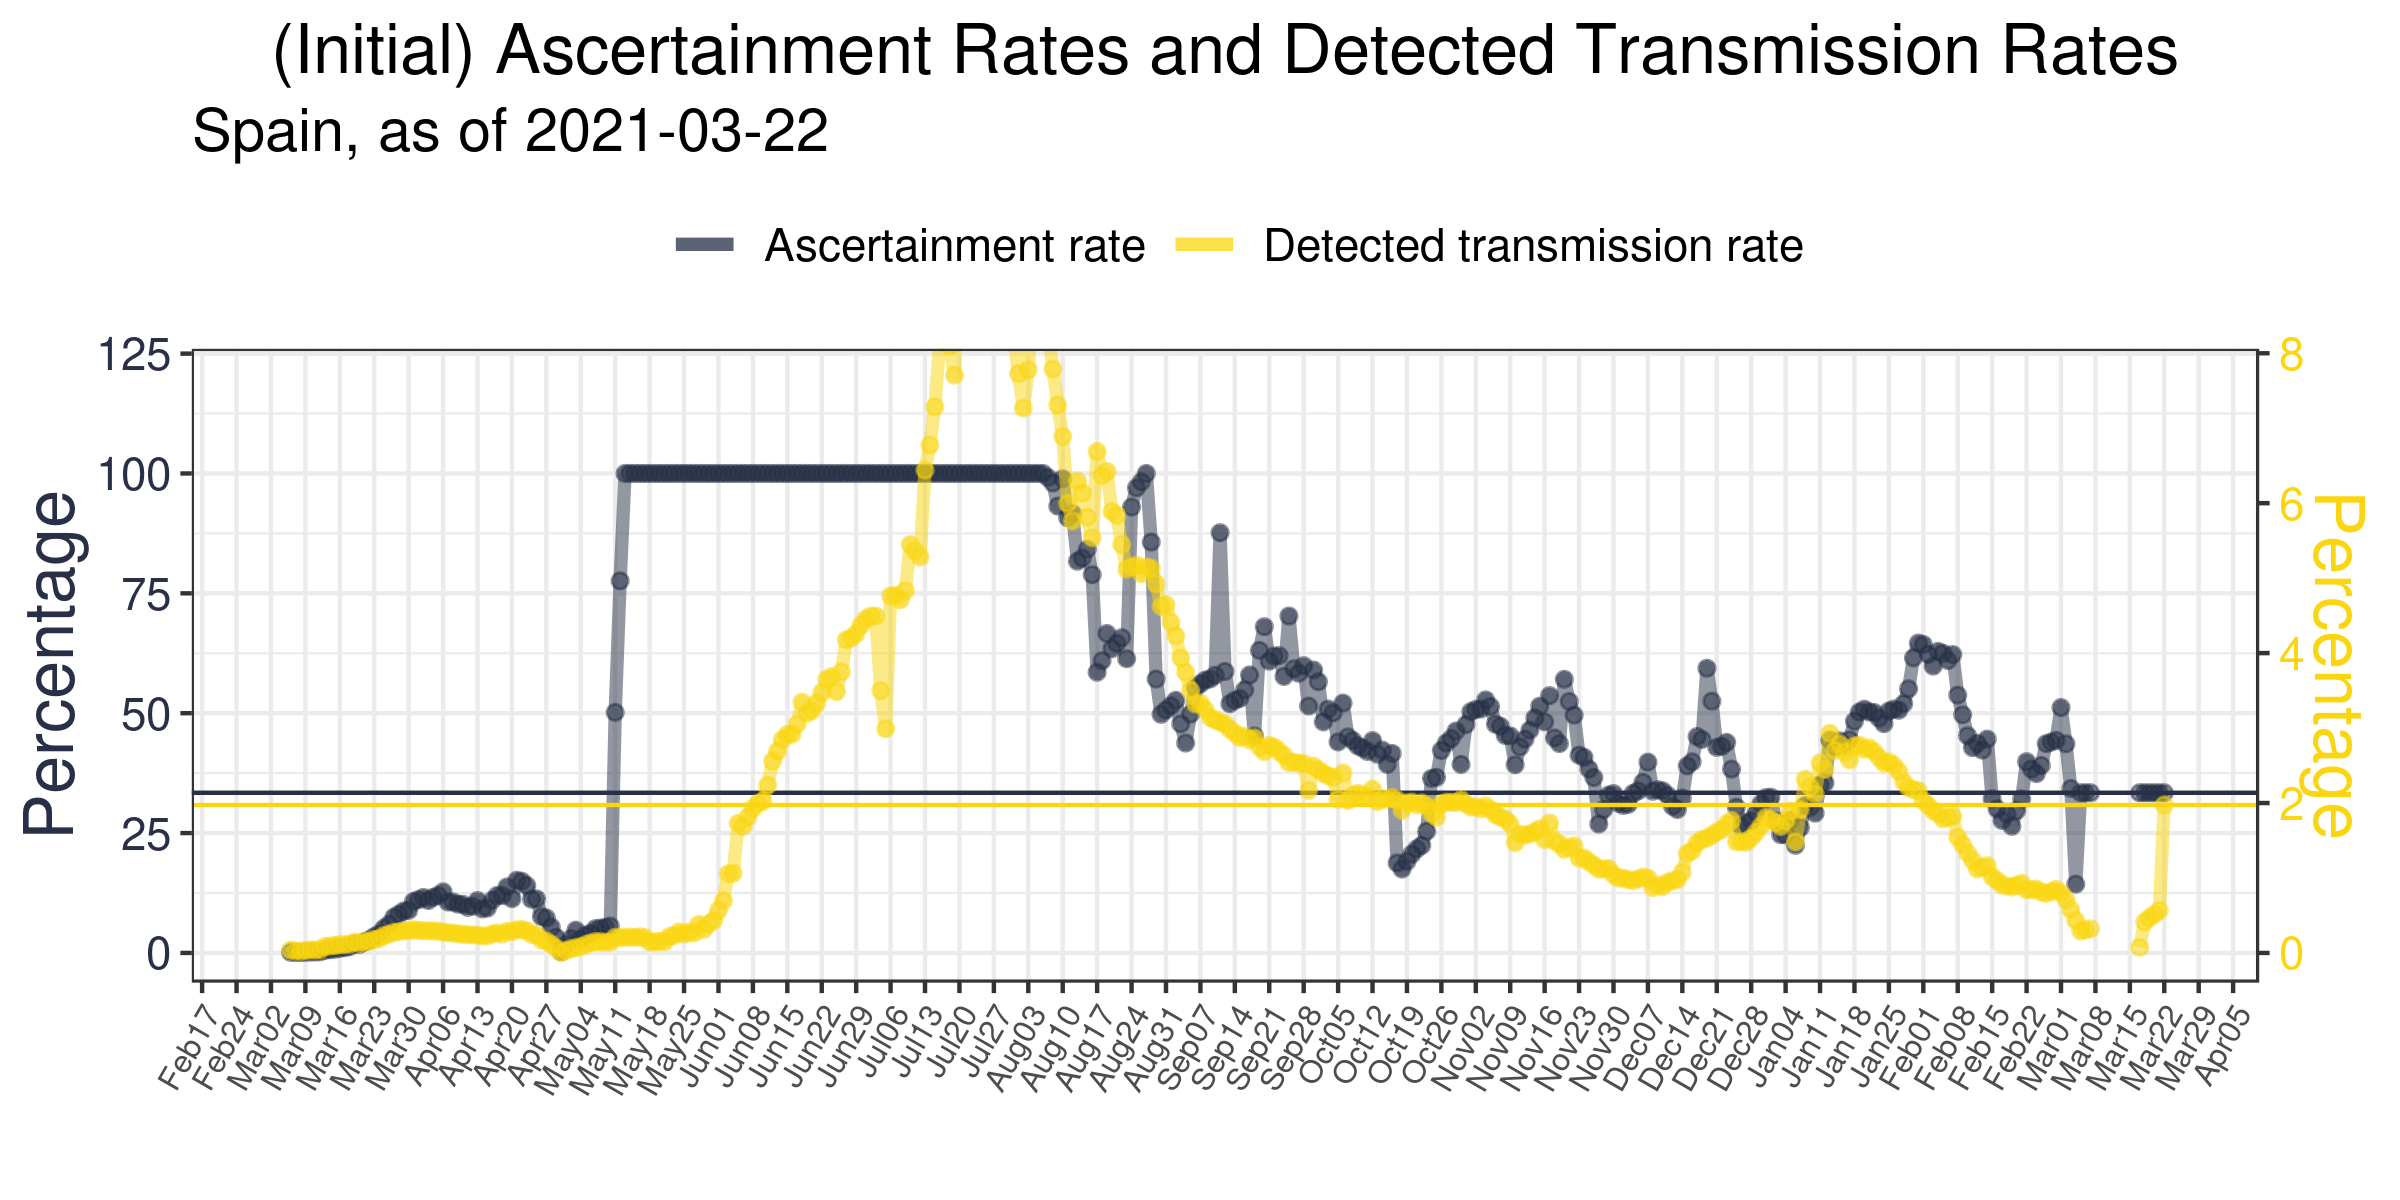 (Initial) Ascertainment Rates and Detected Transmission Rates
Spain, as of 2021-03-22
Ascertainment rate
Detected transmission rate
Percentage
125
100
75
50
25
0
8
6
4
2
0
Percentage
Feb17
Feb24
Mar02
Mar09
Mar16
Mar23
Mar30
Apr06
Apr13
Apr20
Apr27
May04
May11
May18
May25
Jun01
Jun08
Jun15
Jun22
Jun29
Jul06
Jul13
Jul20
Jul27
Aug03
Aug10
Aug17
Aug24
Aug31
Sep07
Sep14
Sep21
Sep28
Oct05
Oct12
Oct19
Oct26
Nov02
Nov09
Nov16
Nov23
Nov30
Dec07
Dec14
Dec21
Dec28
Jan04
Jan11
Jan18
Jan25
Feb01
Feb08
Feb15
Feb22
Mar01
Mar08
Mar15
Mar22
Mar29
Apr05